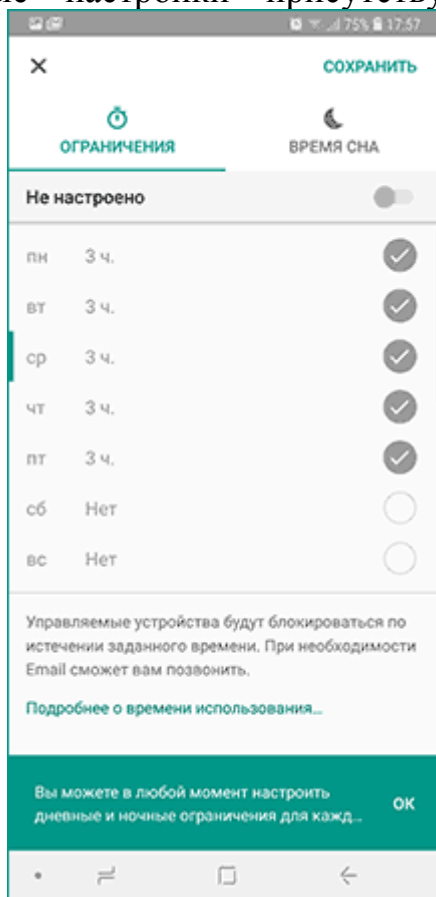 настройки
75% 17:57
СОХРАНИТЬ
ОГРАНИЧЕНИЯ ВРЕМЯ СНА
Не настроено
пн 3 ч.
вт 3 ч.
ср 3 ч.
чт 3 ч.
пт 3 ч.
сб Нет
вс Нет
Управляемые устройства будут блокироваться по
истечении заданного времени. При необходимости
Email сможет вам позвонить.
Подробнее о времени использования...
Вы можете в любой момент настроить
дневные и ночные ограничения для кажд...
ОК